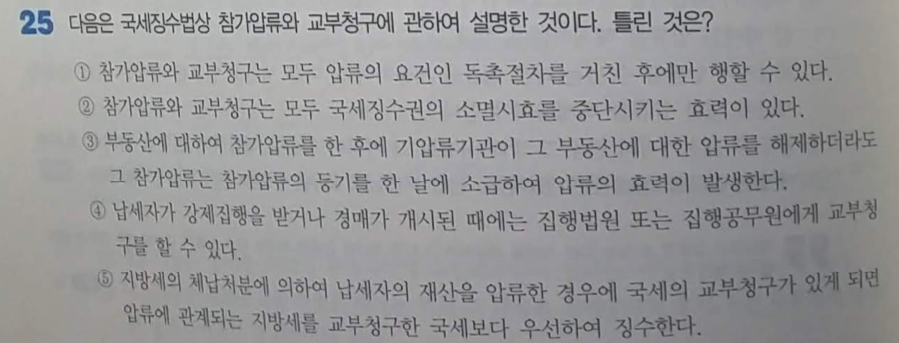 25 다음은 국세징수법상 참가압류와 교부청구에 관하여 설명한 것이다. 틀린 것은?
① 참가압류와 교부청구는 모두 압류의 요건인 독촉절차를 거친 후에만 행할 수 있다.
② 참가압류와 교부청구는 모두 국세징수권의 소멸시효를 중단시키는 효력이 있다.
③ 부동산에 대하여 참가압류를 한 후에 기압류기관이 그 부동산에 대한 압류를 해제하더라도
그 참가압류는 참가압류의 등기를 한 날에 소급하여 압류의 효력이 발생한다.
④ 납세자가 강제집행을 받거나 경매가 개시된 때에는 집행법원 또는 집행공무원에게 교부청
구를 할 수 있다.
⑤ 지방세의 체납처분에 의하여 납세자의 재산을 압류한 경우에 국세의 교부청구가 있게 되면
압류에 관계되는 지방세를 교부청구한 국세보다 우선하여 징수한다.